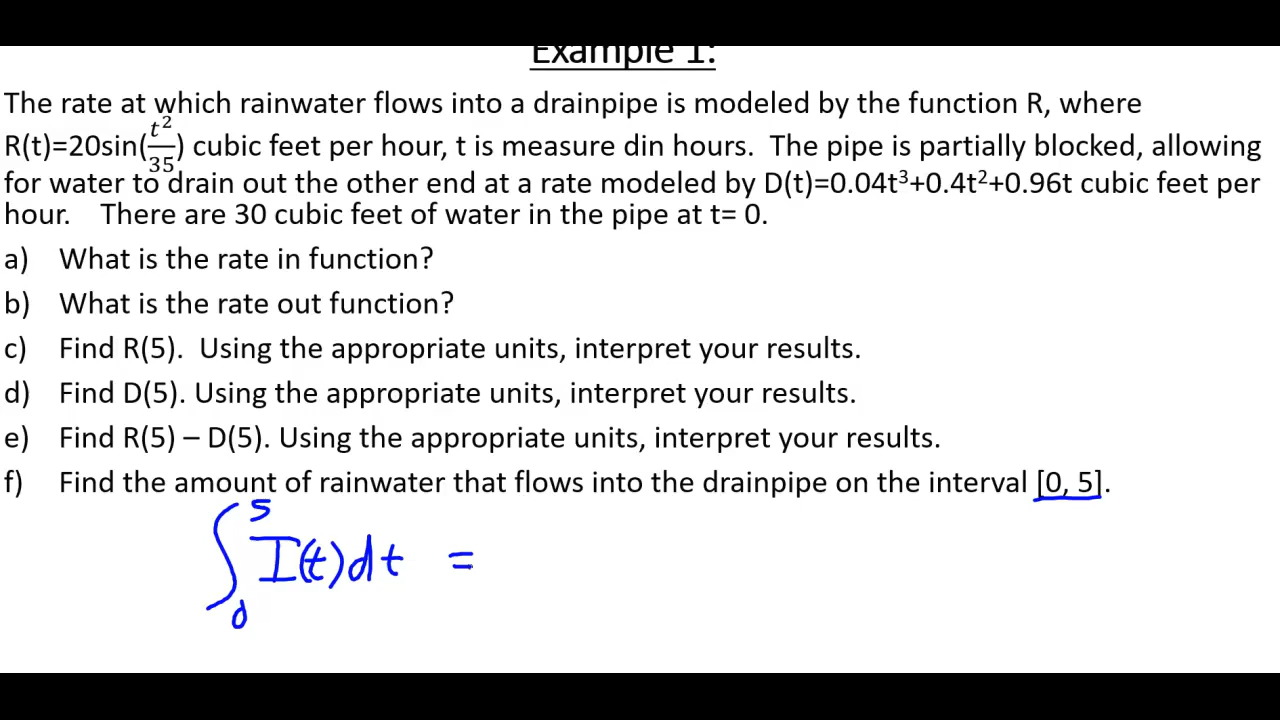 Example 1:
The rate at which rainwater flows into a drainpipe is modeled by the function R, where
R(t)=20sin(t²/35) cubic feet per hour, t is measure din hours. The pipe is partially blocked, allowing
for water to drain out the other end at a rate modeled by D(t)=0.04t³+0.4t²+0.96t cubic feet per
hour. There are 30 cubic feet of water in the pipe at t= 0.
a) What is the rate in function?
b) What is the rate out function?
c) Find R(5). Using the appropriate units, interpret your results.
d) Find D(5). Using the appropriate units, interpret your results.
e) Find R(5) – D(5). Using the appropriate units, interpret your results.
f) Find the amount of rainwater that flows into the drainpipe on the interval [0, 5].
∫₀⁵ I(t)dt =